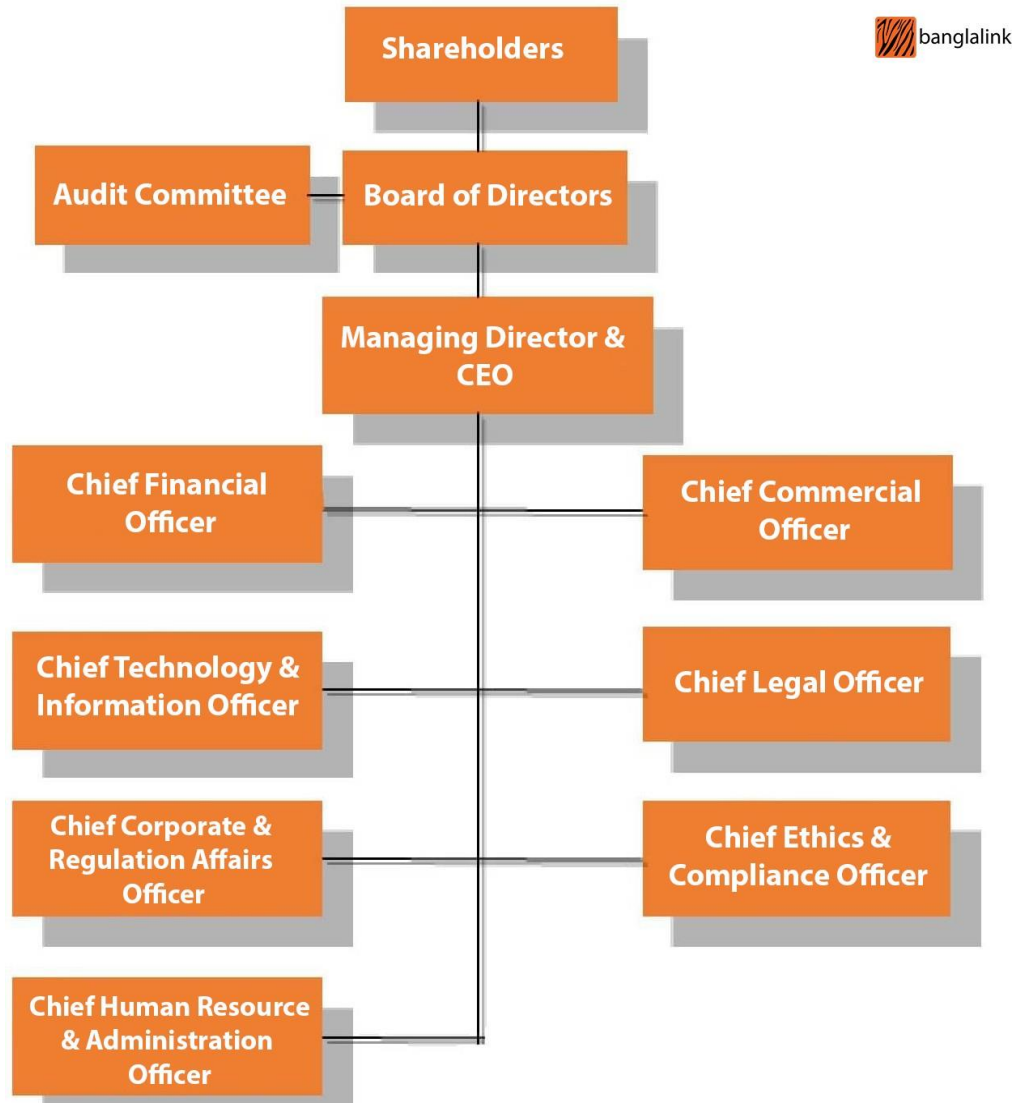 Shareholders
banglalink
Audit Committee
Board of Directors
Managing Director &
CEO
Chief Financial
Officer
Chief Commercial
Officer
Chief Technology &
Information Officer
Chief Legal Officer
Chief Corporate &
Regulation Affairs
Officer
Chief Ethics &
Compliance Officer
Chief Human Resource
& Administration
Officer